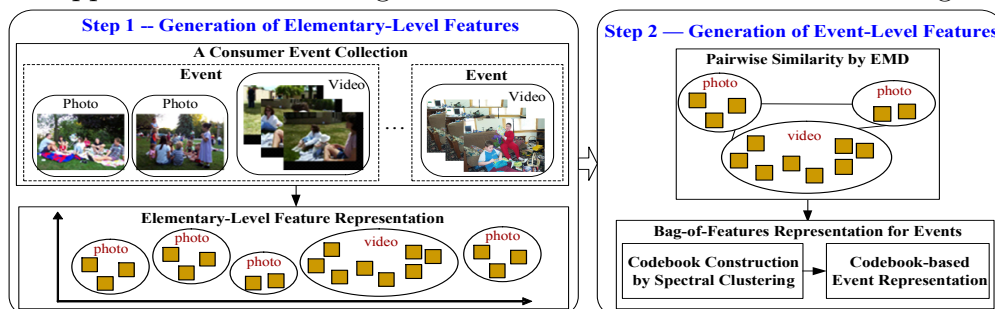 Step 1 -- Generation of Elementary-Level Features
A Consumer Event Collection
Event
Photo
Photo
Video
...
Event
Video
Elementary-Level Feature Representation
photo
photo
photo
video
photo
Step 2 — Generation of Event-Level Features
Pairwise Similarity by EMD
photo
photo
video
Bag-of-Features Representation for Events
Codebook Construction
by Spectral Clustering
Codebook-based
Event Representation